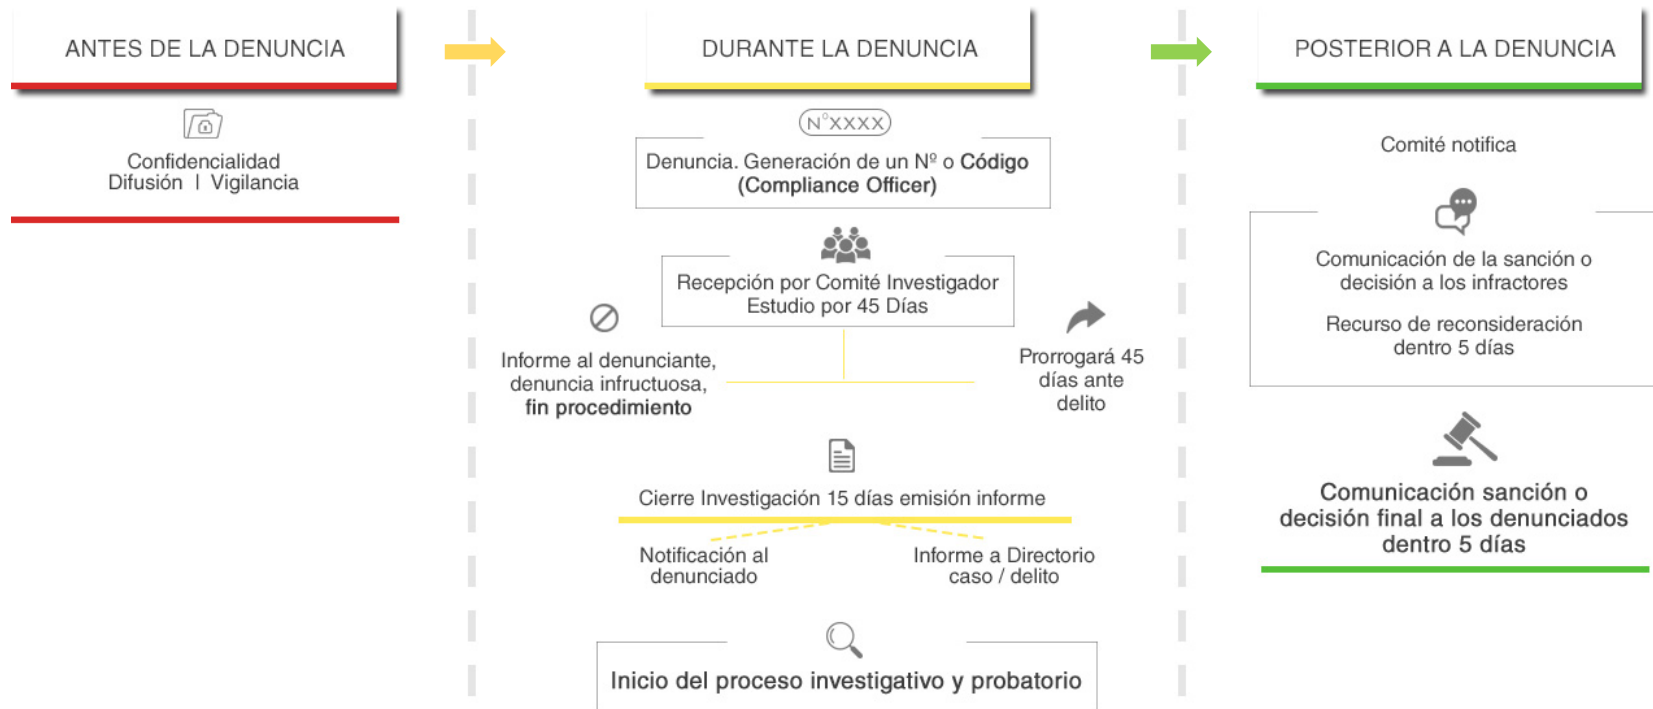 ANTES DE LA DENUNCIA
Confidencialidad
Difusión | Vigilancia
DURANTE LA DENUNCIA
N°XXXX
Denuncia. Generación de un Nº o Código
(Compliance Officer)
Recepción por Comité Investigador
Estudio por 45 Días
Informe al denunciante,
denuncia infructuosa,
fin procedimiento
Prorrogará 45
días ante
delito
Cierre Investigación 15 días emisión informe
Notificación al
denunciado
Informe a Directorio
caso / delito
Inicio del proceso investigativo y probatorio
POSTERIOR A LA DENUNCIA
Comité notifica
Comunicación de la sanción o
decisión a los infractores
Recurso de reconsideración
dentro 5 días
Comunicación sanción o
decisión final a los denunciados
dentro 5 días